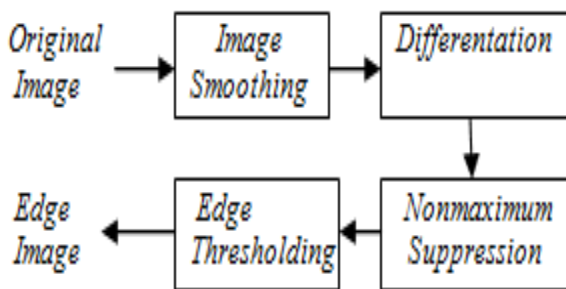 Original
Image
Image
Smoothing
Differentation
Nonmaximum
Suppression
Edge
Thresholding
Edge
Image